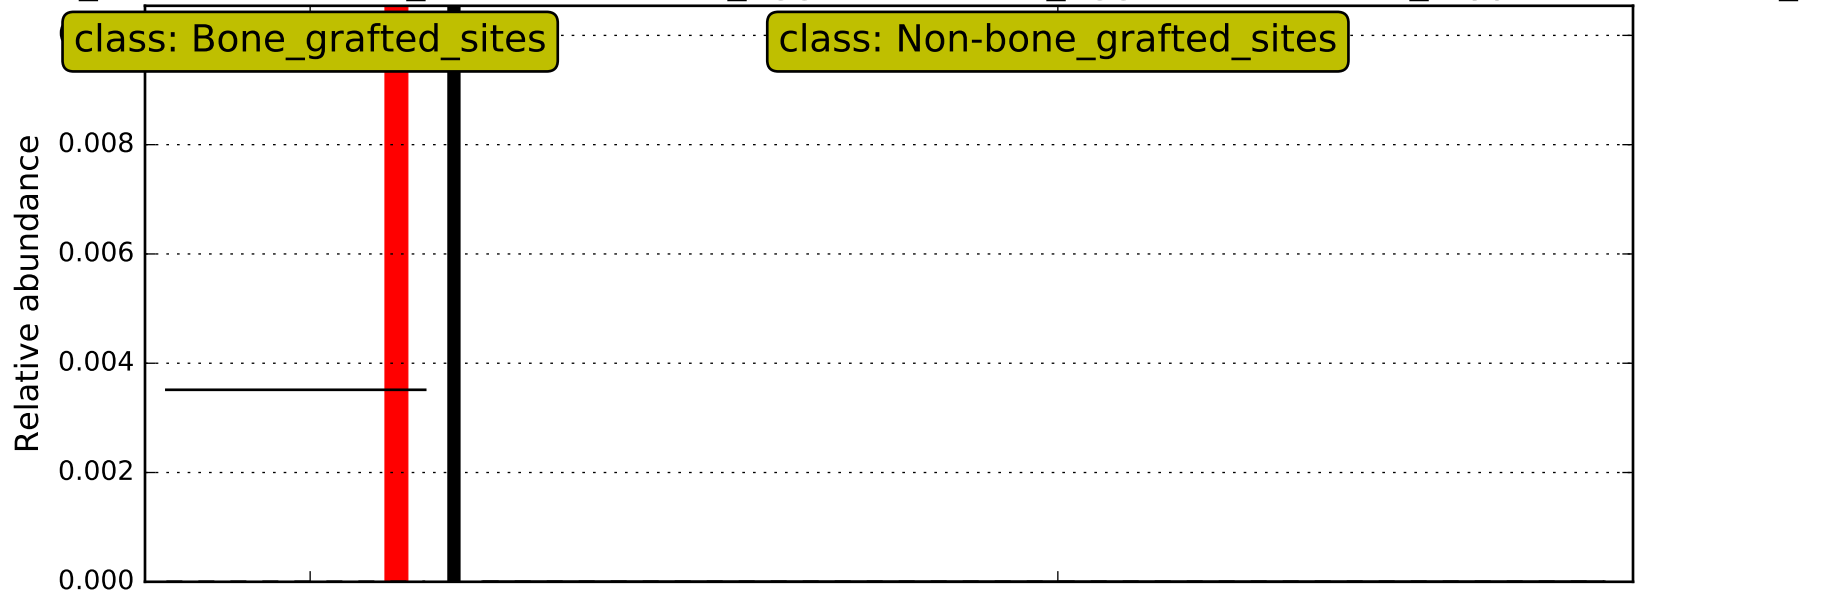 class: Bone_grafted_sites
class: Non-bone_grafted_sites
Relative abundance
0.008
0.006
0.004
0.002
0.000